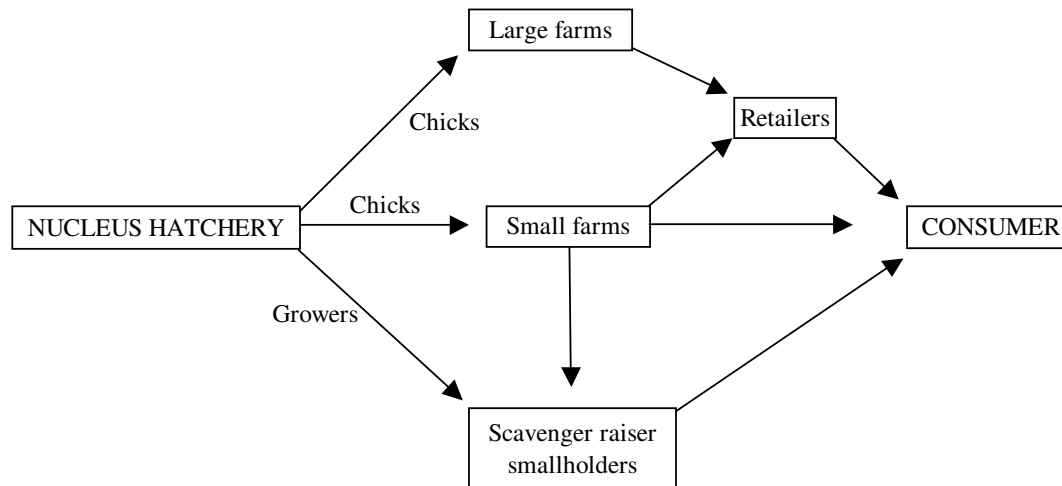 Large farms
Retailers
Chicks
Chicks
NUCLEUS HATCHERY
Small farms
CONSUMER
Growers
Scavenger raiser
smallholders